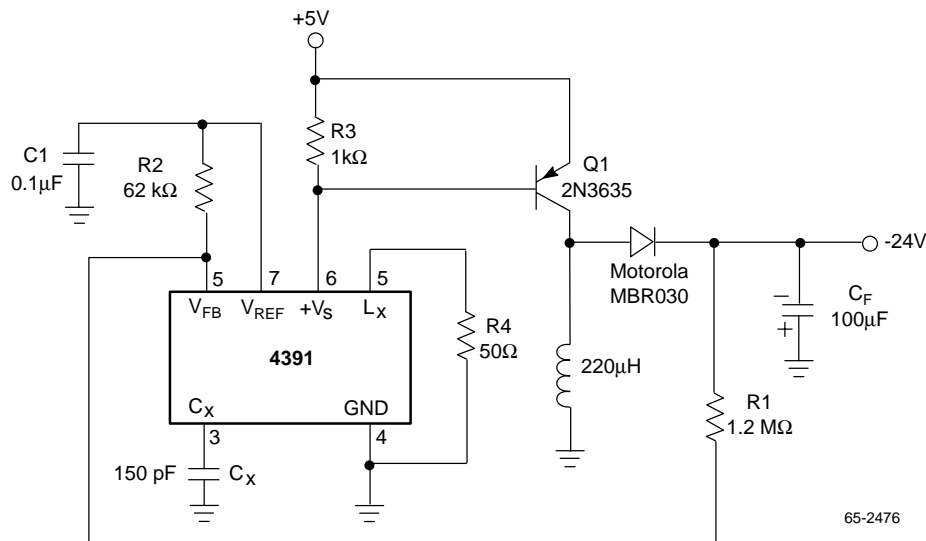 +5V
C1
0.1µF
R2
62 kΩ
R3
1kΩ
Q1
2N3635
5
7
6
5
VFB
VREF
+VS
LX
4391
CX
GND
3
4
R4
50Ω
150 pF
CX
Motorola
MBR030
220µH
-24V
−
+
CF
100µF
R1
1.2 MΩ
65-2476